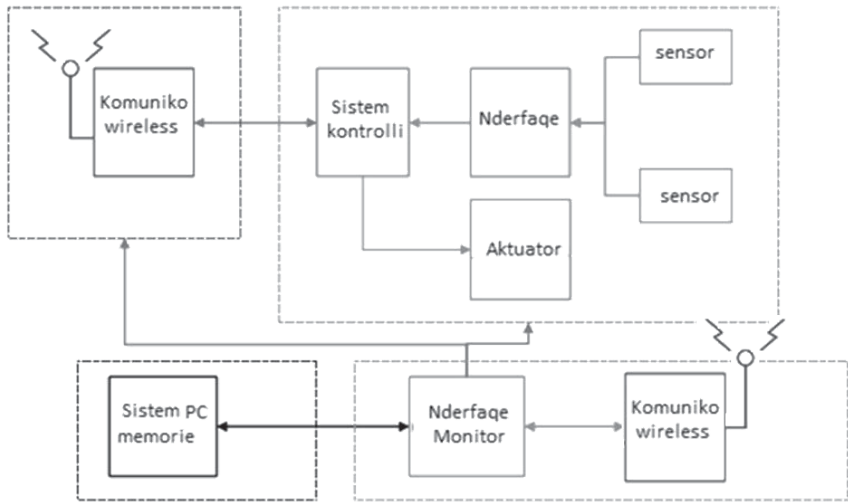 sensor
Komuniko
wireless
Sistem
kontrolli
Nderfaqe
sensor
Aktuator
Sistem PC
memorie
Nderfaqe
Monitor
Komuniko
wireless